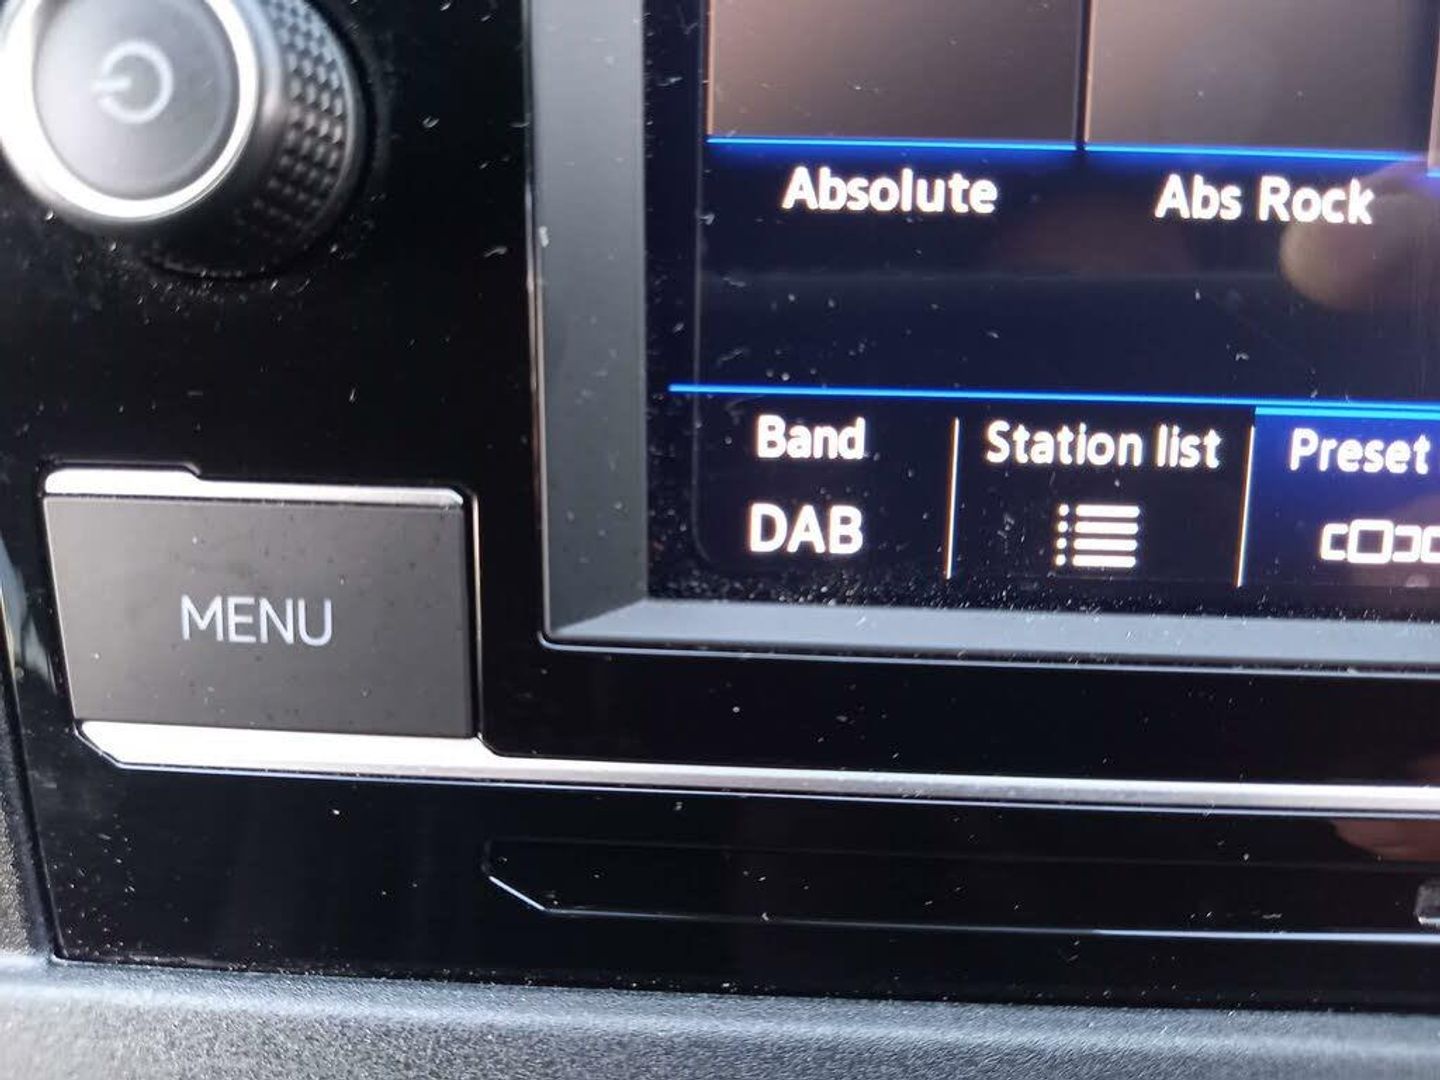 Absolute
Abs Rock
Band
Station list
Preset
DAB
MENU